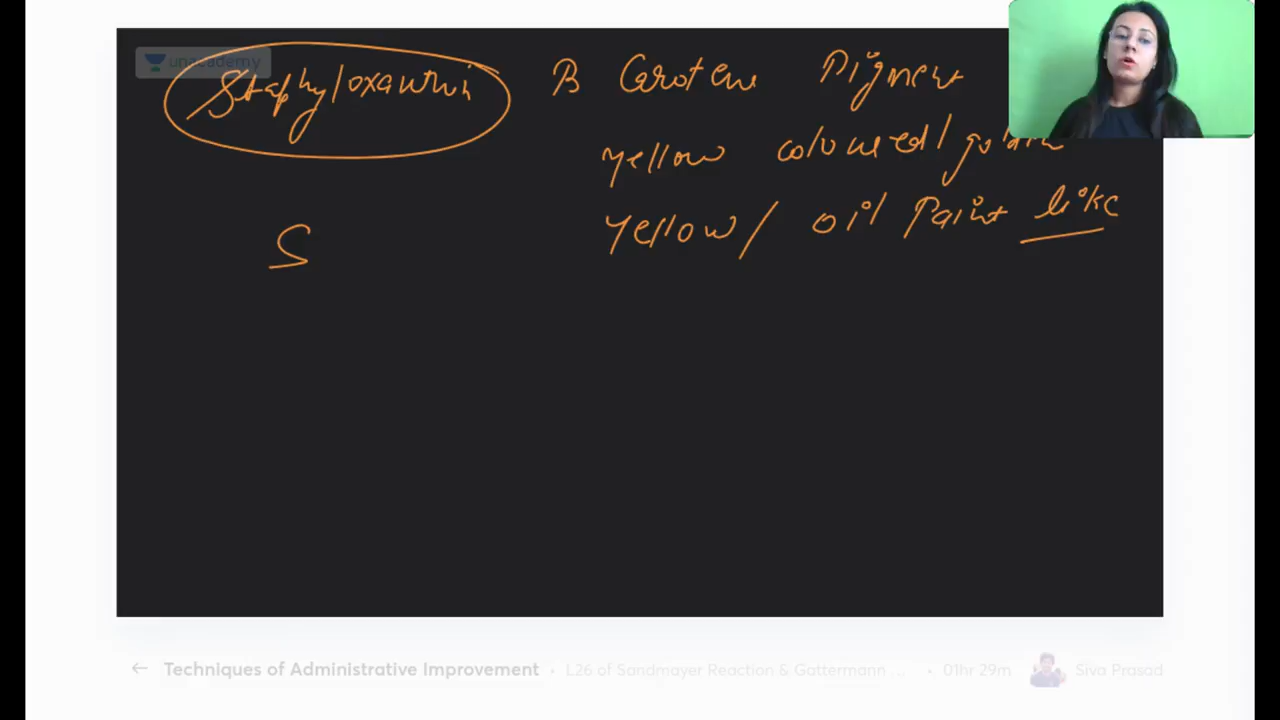 unacademy
Staphyloxanthin B Carotene Pigment
yellow coloured/
yellow/ oil Paint like
S
Techniques of Administrative Improvement • L26 of Sandmayer Reaction & Gattermann ... • 01hr 29m Siva Prasad